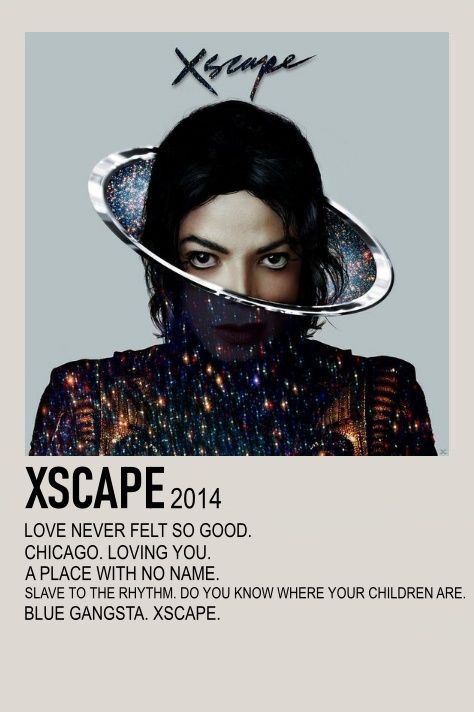 Xscape
XSCAPE 2014
LOVE NEVER FELT SO GOOD.
CHICAGO. LOVING YOU.
A PLACE WITH NO NAME.
SLAVE TO THE RHYTHM. DO YOU KNOW WHERE YOUR CHILDREN ARE.
BLUE GANGSTA. XSCAPE.